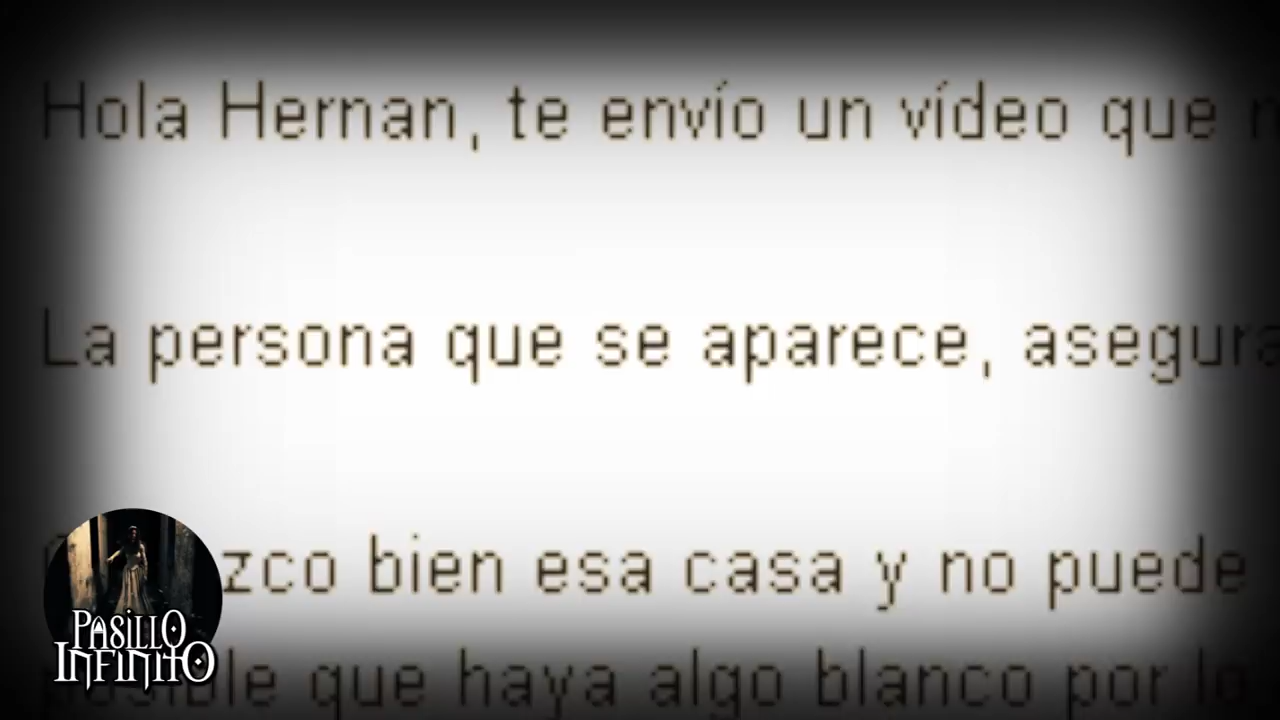 Hola Hernan, te envío un vídeo que
La persona que se aparece, asegura
bien esa casa y no puede
que haya algo blanco por lo
PASILLO
INFINITO